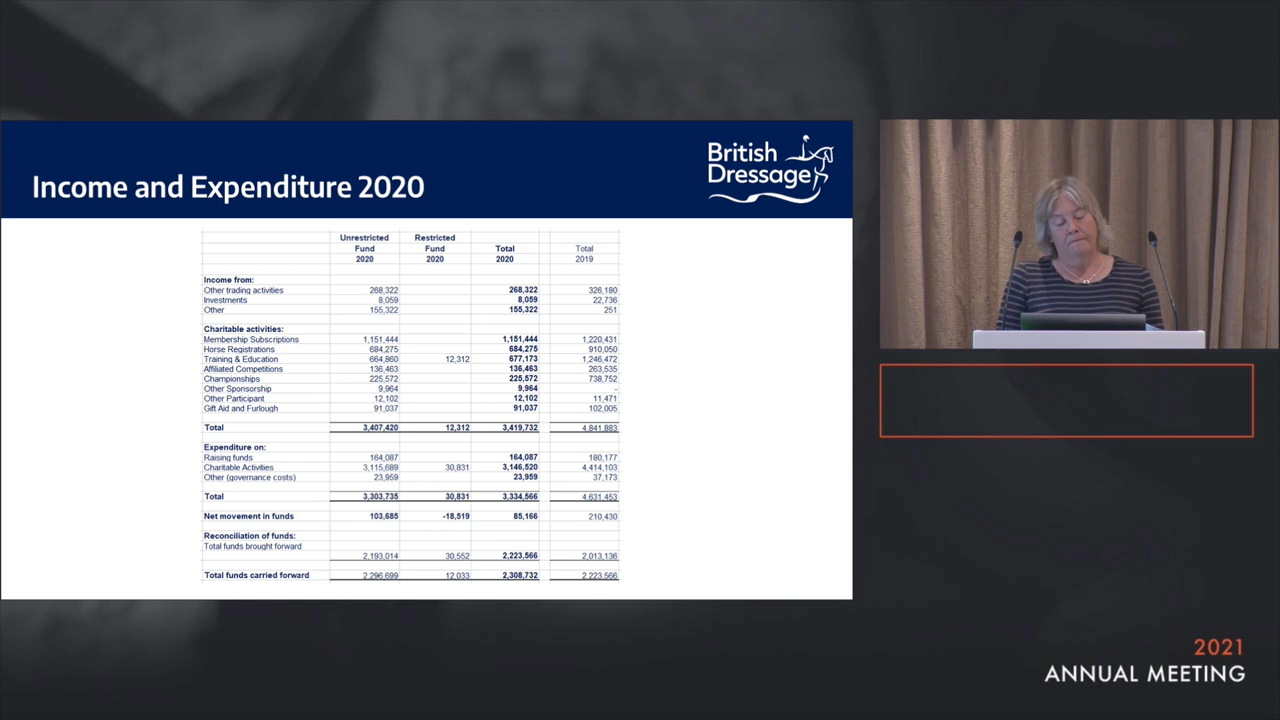 Income and Expenditure 2020
British
Dressage
Unrestricted Restricted
Fund Fund Total Total
2020 2020 2020 2019
Income from:
Other trading activities 268,322 268,322 326,180
Investments 8,059 8,059 22,736
Other 155,322 155,322 251
Charitable activities:
Membership Subscriptions 1,151,444 1,151,444 1,220,431
Horse Registrations 684,275 684,275 910,050
Training & Education 664,860 12,312 677,173 1,246,472
Affiliated Competitions 136,463 136,463 263,535
Championships 225,572 225,572 738,752
Other Sponsorship 9,964 9,964 -
Other Participant 12,102 12,102 11,471
Gift Aid and Furlough 91,037 91,037 102,005
Total 3,407,420 12,312 3,419,732 4,841,883
Expenditure on:
Raising funds 164,087 164,087 180,177
Charitable Activities 3,115,689 30,831 3,146,520 4,414,103
Other (governance costs) 23,959 23,959 37,173
Total 3,303,735 30,831 3,334,566 4,631,453
Net movement in funds 103,685 -18,519 85,166 210,430
Reconciliation of funds:
Total funds brought forward
2,193,014 30,552 2,223,566 2,013,136
Total funds carried forward 2,296,699 12,033 2,308,732 2,223,566
2021
ANNUAL MEETING